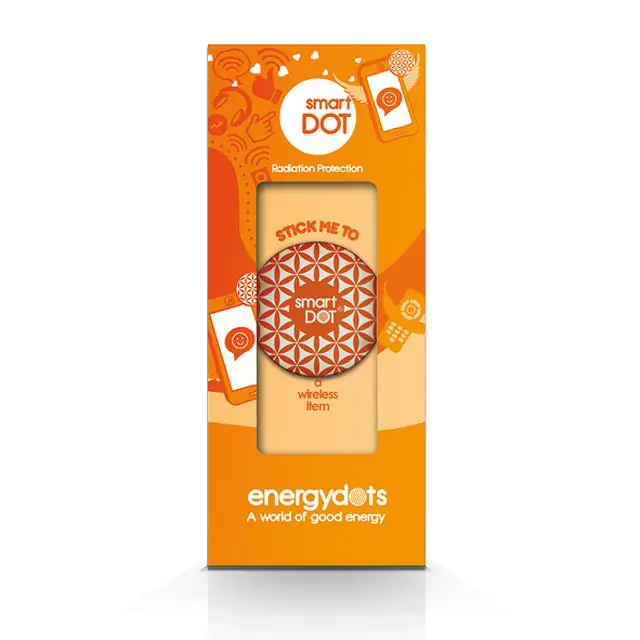 smart
DOT
Radiation Protection
STICK ME TO
smart
DOT®
a
wireless
item
energydots
A world of good energy